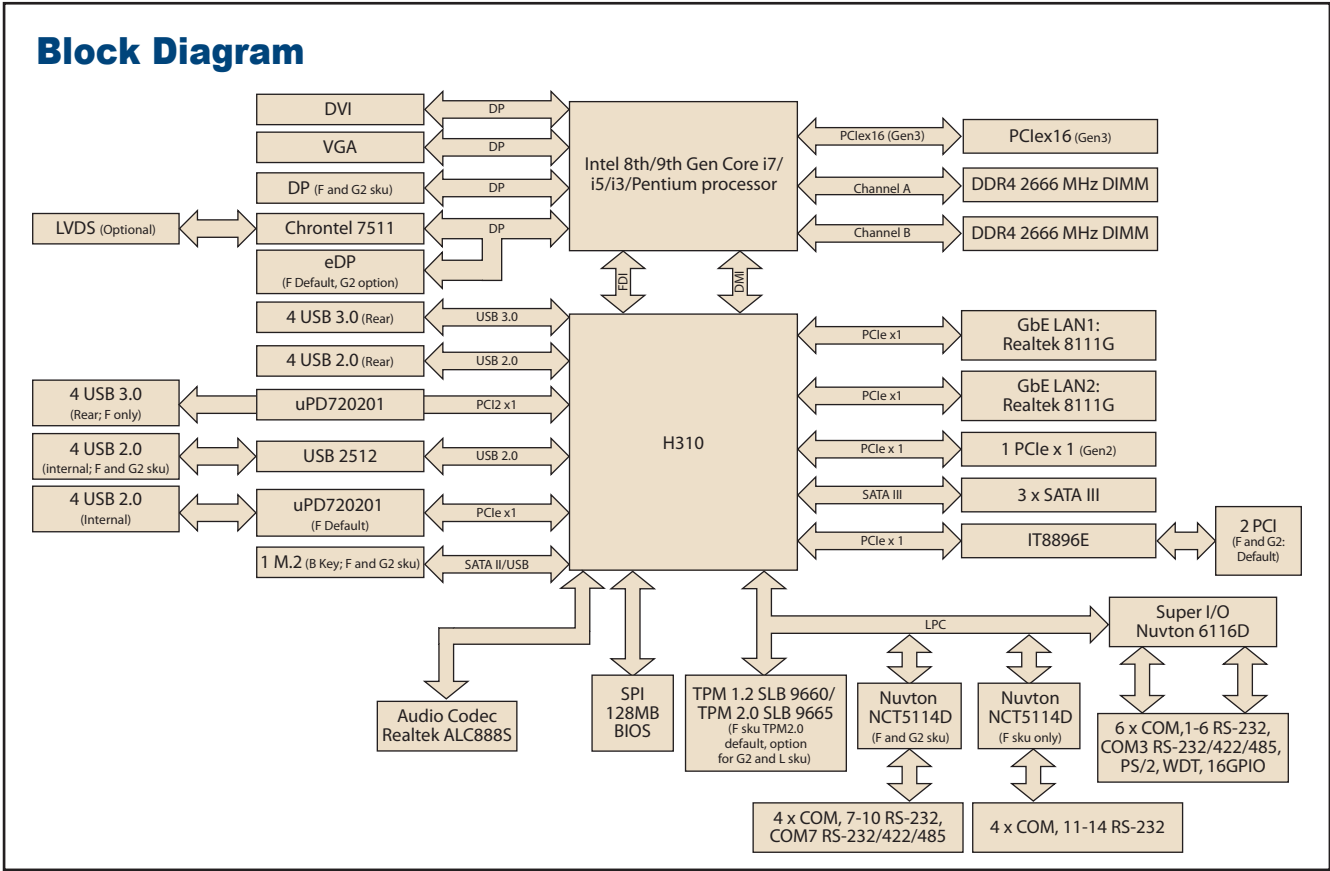 Block Diagram
DVI
DP
VGA
DP
DP (F and G2 sku)
DP
LVDS (Optional)
Chrontel 7511
DP
eDP
(F Default, G2 option)
Intel 8th/9th Gen Core i7/
i5/i3/Pentium processor
PCIex16 (Gen3)
PCIex16 (Gen3)
Channel A
DDR4 2666 MHz DIMM
Channel B
DDR4 2666 MHz DIMM
FDI
DMI
4 USB 3.0 (Rear)
USB 3.0
4 USB 2.0 (Rear)
USB 2.0
4 USB 3.0
(Rear; F only)
uPD720201
PCI2 x1
4 USB 2.0
(internal; F and G2 sku)
USB 2512
USB 2.0
4 USB 2.0
(Internal)
uPD720201
(F Default)
PCIe x1
1 M.2 (B Key; F and G2 sku)
SATA II/USB
H310
PCIe x1
GbE LAN1:
Realtek 8111G
PCIe x1
GbE LAN2:
Realtek 8111G
PCIe x 1
1 PCIe x 1 (Gen2)
SATA III
3 x SATA III
PCIe x 1
IT8896E
2 PCI
(F and G2:
Default)
LPC
Super I/O
Nuvton 6116D
Audio Codec
Realtek ALC888S
SPI
128MB
BIOS
TPM 1.2 SLB 9660/
TPM 2.0 SLB 9665
(F sku TPM2.0
default, option
for G2 and L sku)
Nuvton
NCT5114D
(F and G2 sku)
Nuvton
NCT5114D
(F sku only)
6 x COM,1-6 RS-232,
COM3 RS-232/422/485,
PS/2, WDT, 16GPIO
4 x COM, 7-10 RS-232,
COM7 RS-232/422/485
4 x COM, 11-14 RS-232